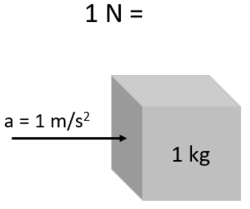 1 N =
a = 1 m/s²
1 kg